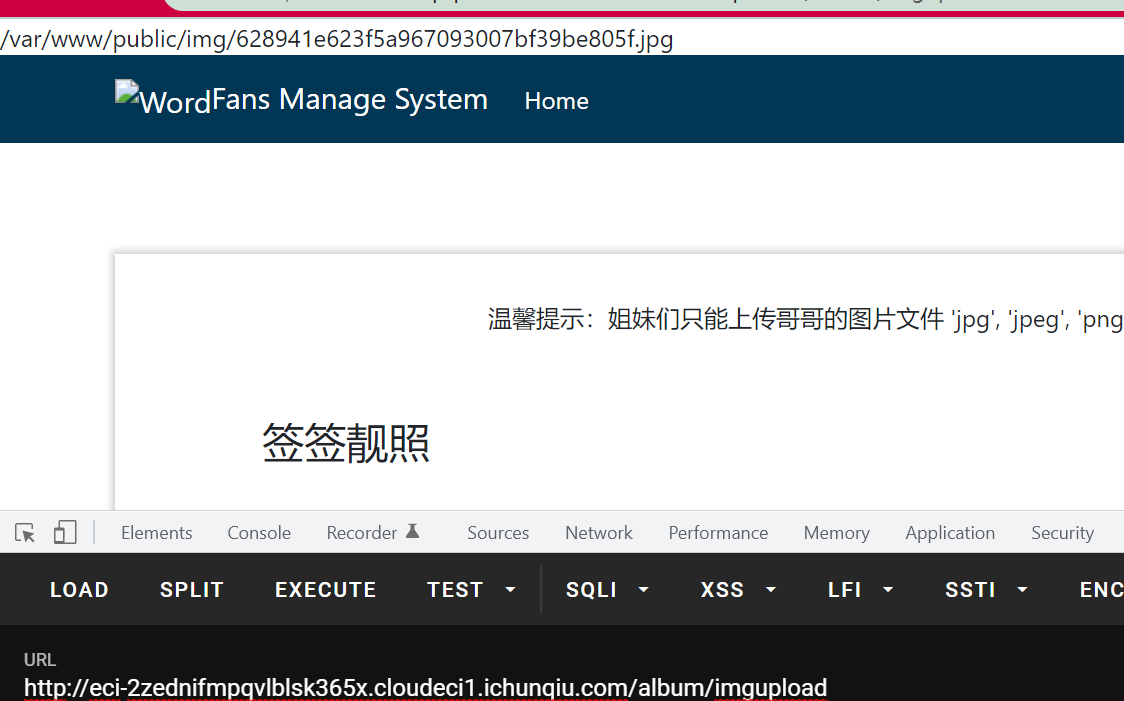 /var/www/public/img/628941e623f5a967093007bf39be805f.jpg
WordFans Manage System Home
温馨提示：姐妹们只能上传哥哥的图片文件 'jpg', 'jpeg', 'png
签签靓照
Elements Console Recorder Sources Network Performance Memory Application Security
LOAD SPLIT EXECUTE TEST SQLI XSS LFI SSTI ENC
URL
http://eci-2zednifmpqvlblsk365x.cloudeci1.ichunqiu.com/album/imgupload